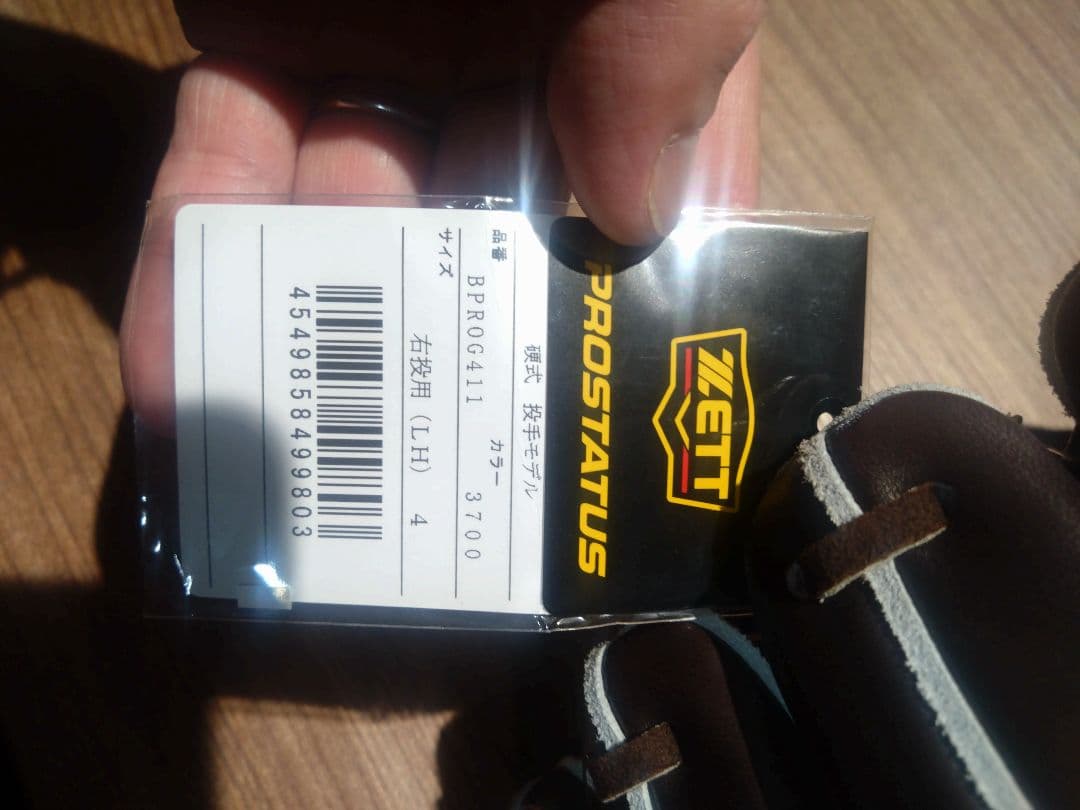 ZETT
PROSTATUS
硬式 投手モデル
品番 BPROG411 カラー 3700
サイズ 右投用(LH) 4
4549858499803